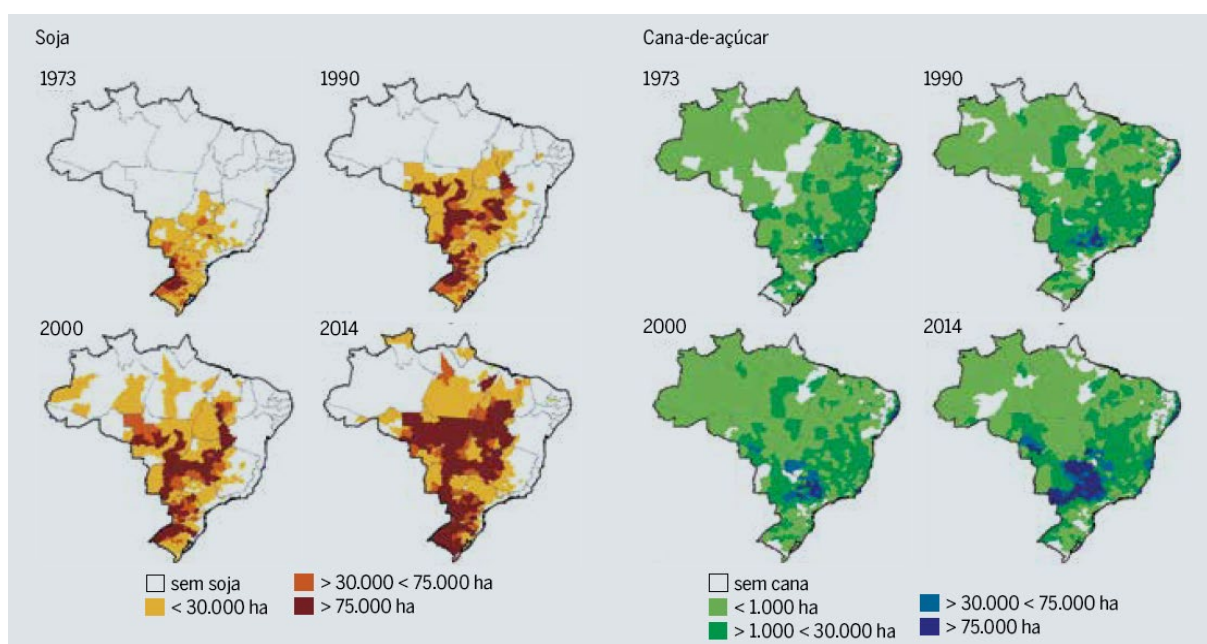 Soja
1973
1990
2000
2014
sem soja
< 30.000 ha
> 30.000 < 75.000 ha
> 75.000 ha
Cana-de-açúcar
1973
1990
2000
2014
sem cana
< 1.000 ha
> 1.000 < 30.000 ha
> 30.000 < 75.000 ha
> 75.000 ha